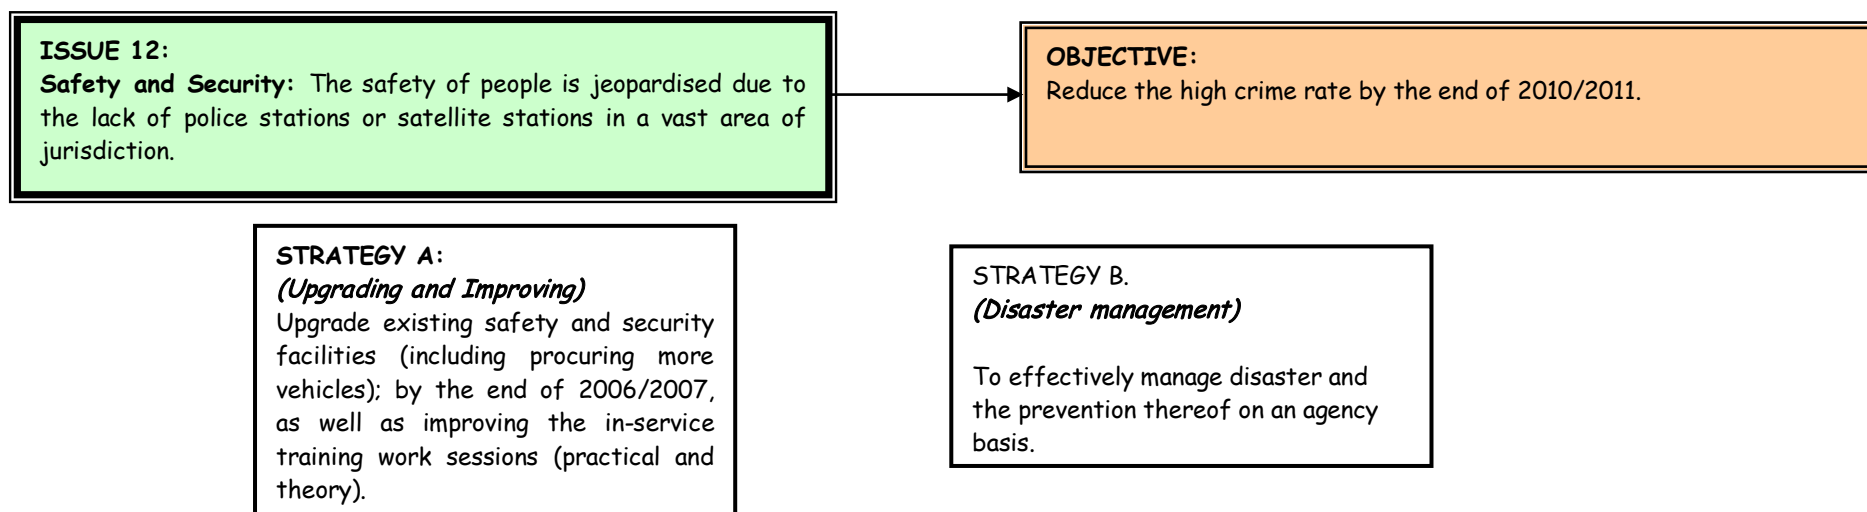 ISSUE 12:
Safety and Security: The safety of people is jeopardised due to
the lack of police stations or satellite stations in a vast area of
jurisdiction.
OBJECTIVE:
Reduce the high crime rate by the end of 2010/2011.
STRATEGY A:
(Upgrading and Improving)
Upgrade existing safety and security
facilities (including procuring more
vehicles); by the end of 2006/2007,
as well as improving the in-service
training work sessions (practical and
theory).
STRATEGY B.
(Disaster management)
To effectively manage disaster and
the prevention thereof on an agency
basis.